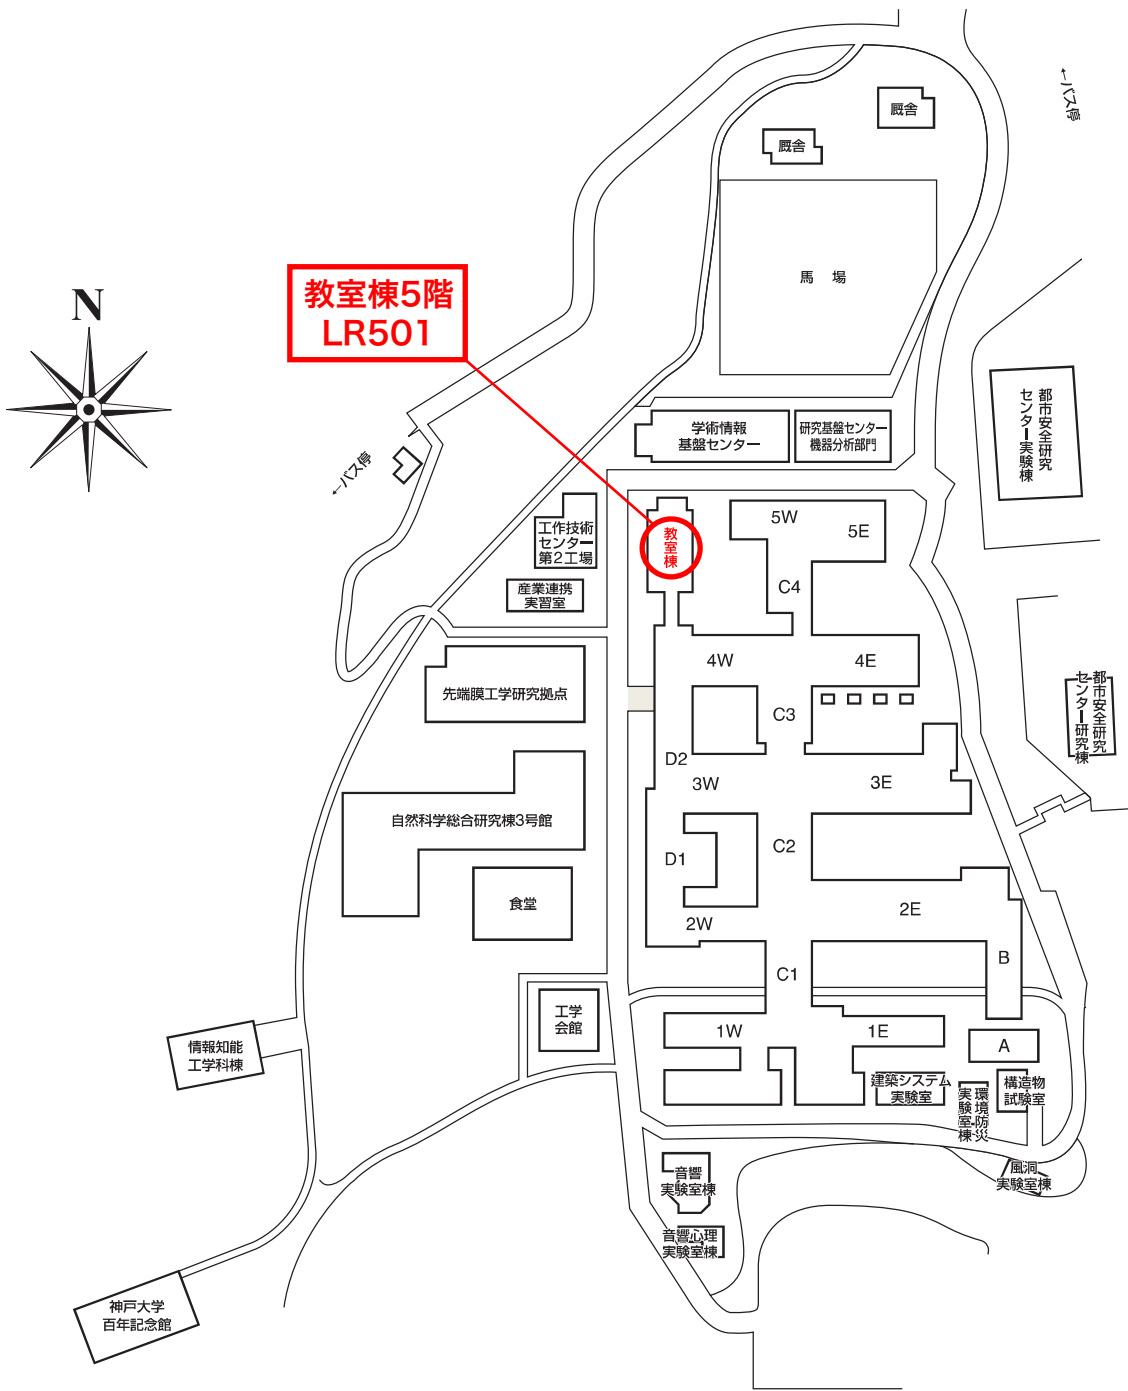 ←バス停
厩舎
厩舎
馬　場
教室棟5階
LR501
N
都市安全研究
センター実験棟
学術情報
基盤センター
研究基盤センター
機器分析部門
←バス停
工作技術
センター
第2工場
教室棟
5W
5E
産業連携
実習室
C4
4W
4E
先端膜工学研究拠点
都市安全研究
センター研究棟
C3
D2
3W
3E
自然科学総合研究棟3号館
C2
D1
食堂
2W
2E
B
C1
工学
会館
1W
1E
A
情報知能
工学科棟
建築システム
実験室
環境防災
実験室棟
構造物
試験室
音響
実験室棟
風洞
実験室棟
音響心理
実験室棟
神戸大学
百年記念館